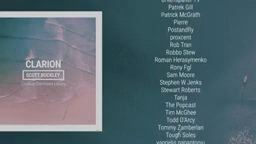 CLARION
SCOTT BUCKLEY
Patrek Gill
Patrick McGrath
Pierre
Postandfly
proxcent
Rob Tran
Robbo Stew
Roman Herasymenko
Rony Fgl
Sam Moore
Stephen W Jenks
Stewart Roberts
Tanja
The Popcast
Tim McGhee
Todd D'Arcy
Tommy Zamberlan
Tough Soles